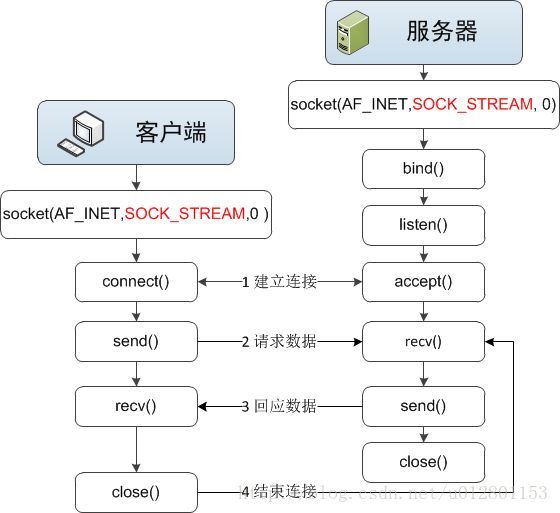 服务器
socket(AF_INET,SOCK_STREAM, 0)
客户端
bind()
socket(AF_INET,SOCK_STREAM,0 )
listen()
connect()
1 建立连接
accept()
send()
2 请求数据
recv()
recv()
3 回应数据
send()
close()
close()
4 结束连接
http://blog.csdn.net/u012801153